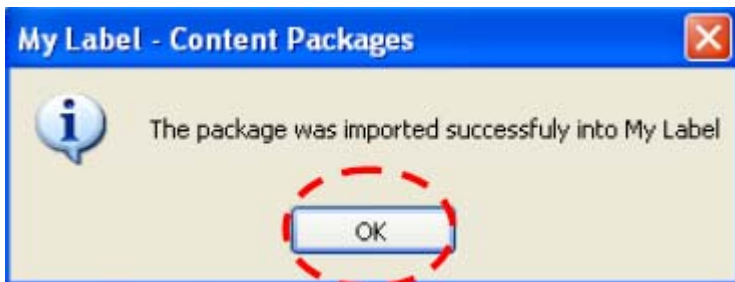 My Label - Content Packages
The package was imported successfuly into My Label
OK